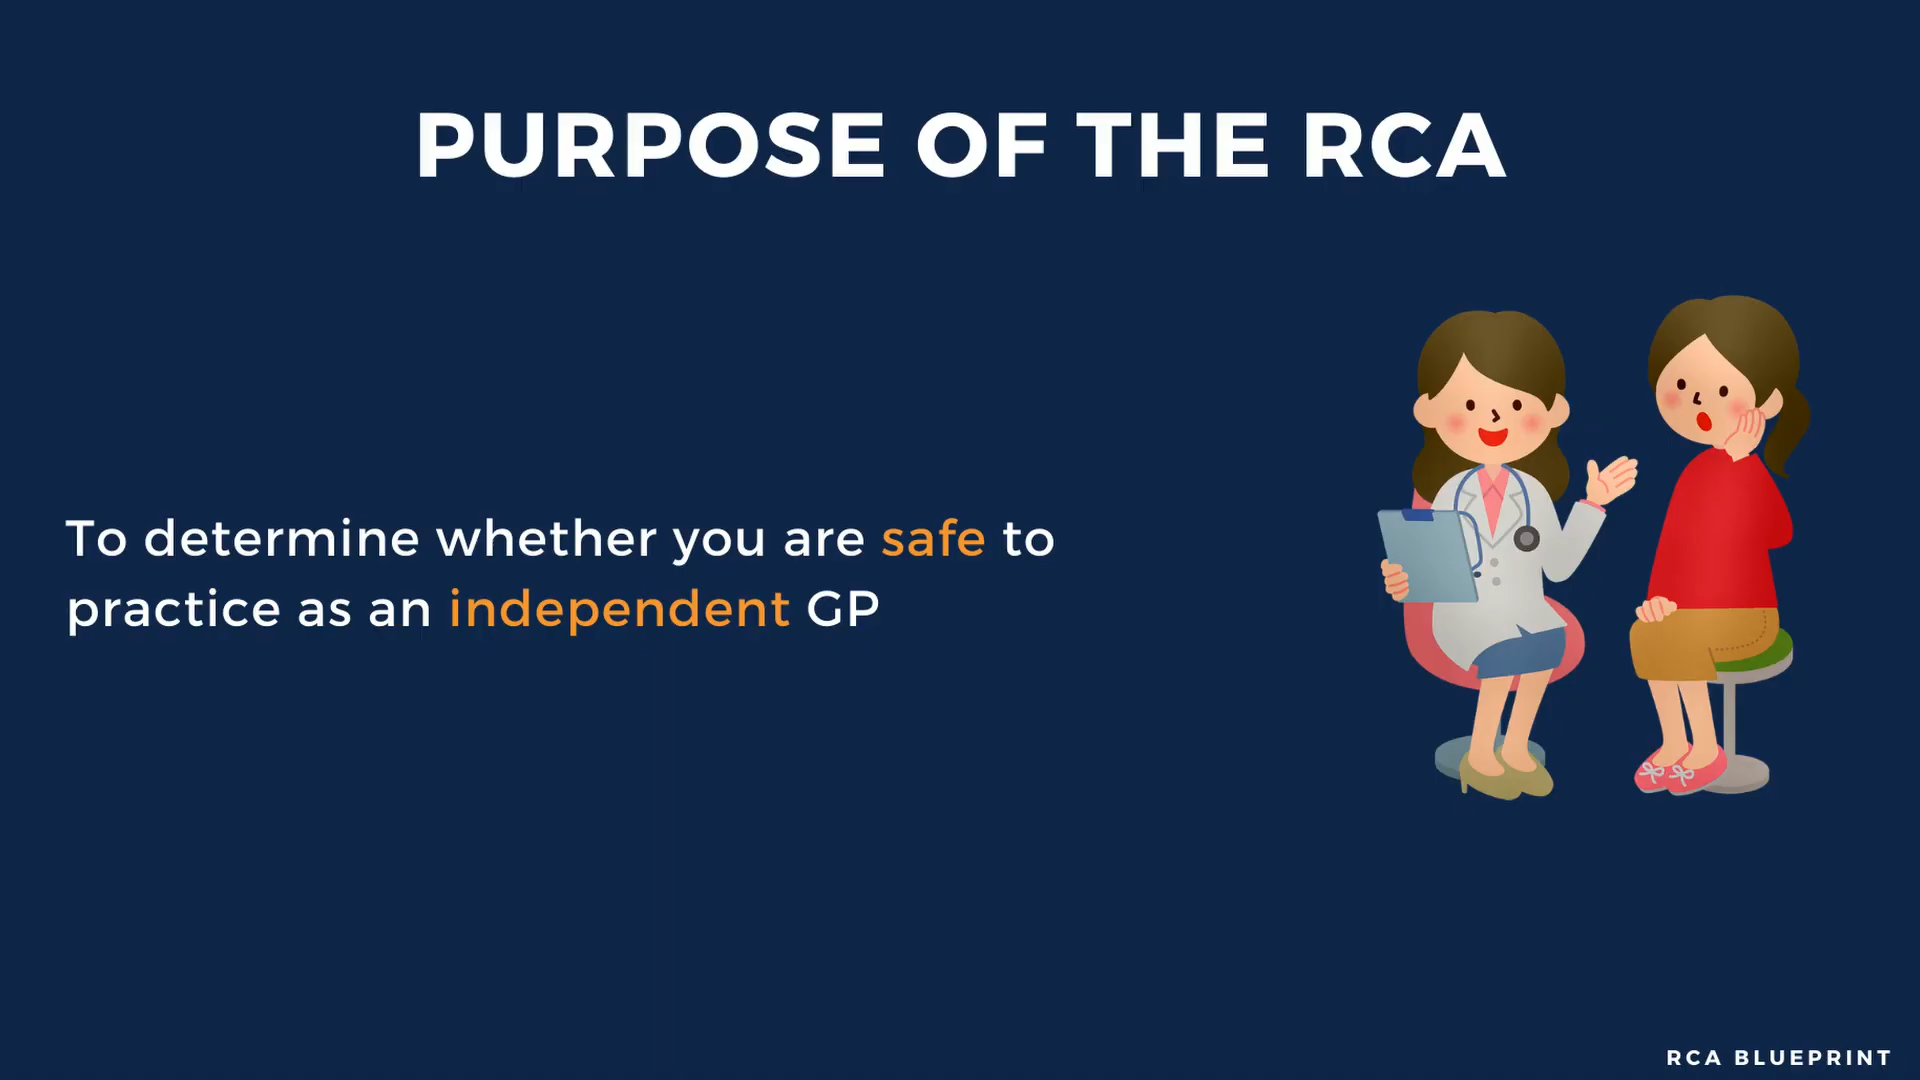 PURPOSE OF THE RCA
To determine whether you are safe to
practice as an independent GP
RCA BLUEPRINT